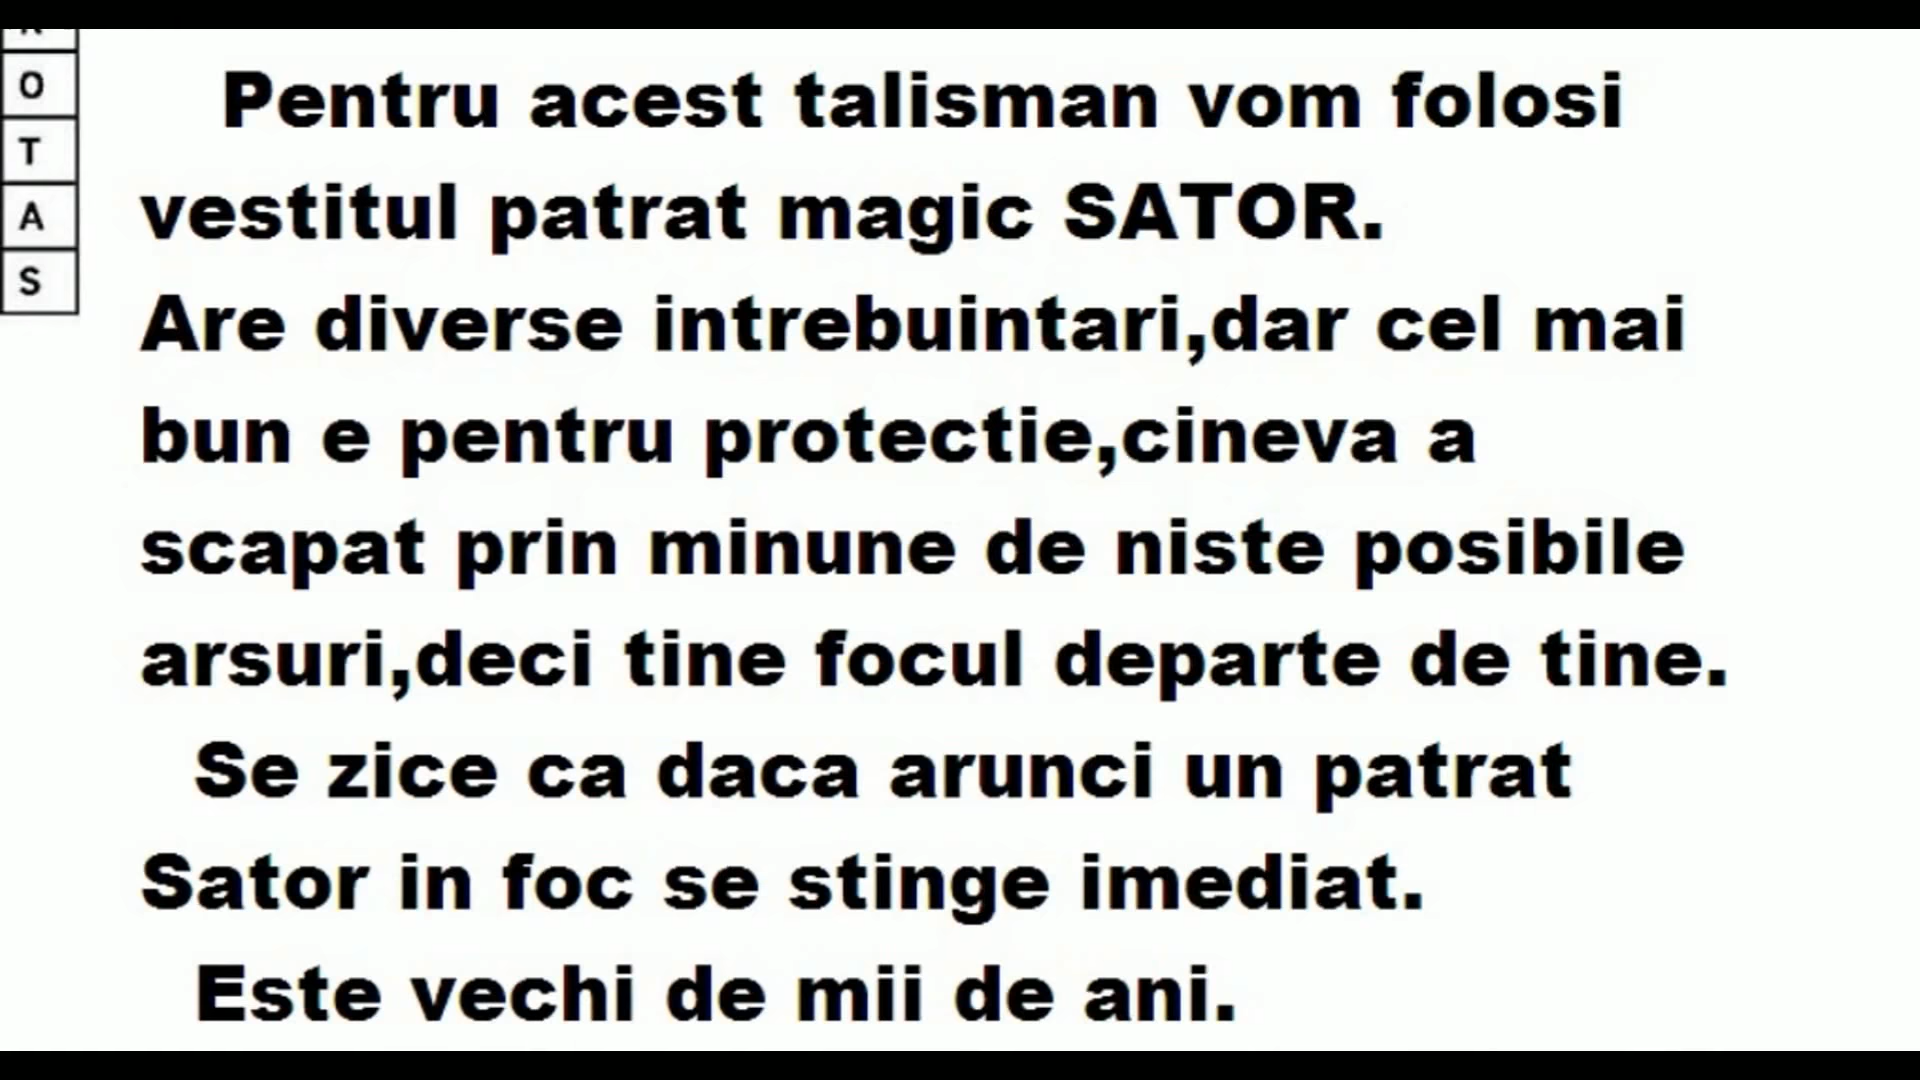 O
T
A
S
Pentru acest talisman vom folosi
vestitul patrat magic SATOR.
Are diverse intrebuintari,dar cel mai
bun e pentru protectie,cineva a
scapat prin minune de niste posibile
arsuri,deci tine focul departe de tine.
Se zice ca daca arunci un patrat
Sator in foc se stinge imediat.
Este vechi de mii de ani.